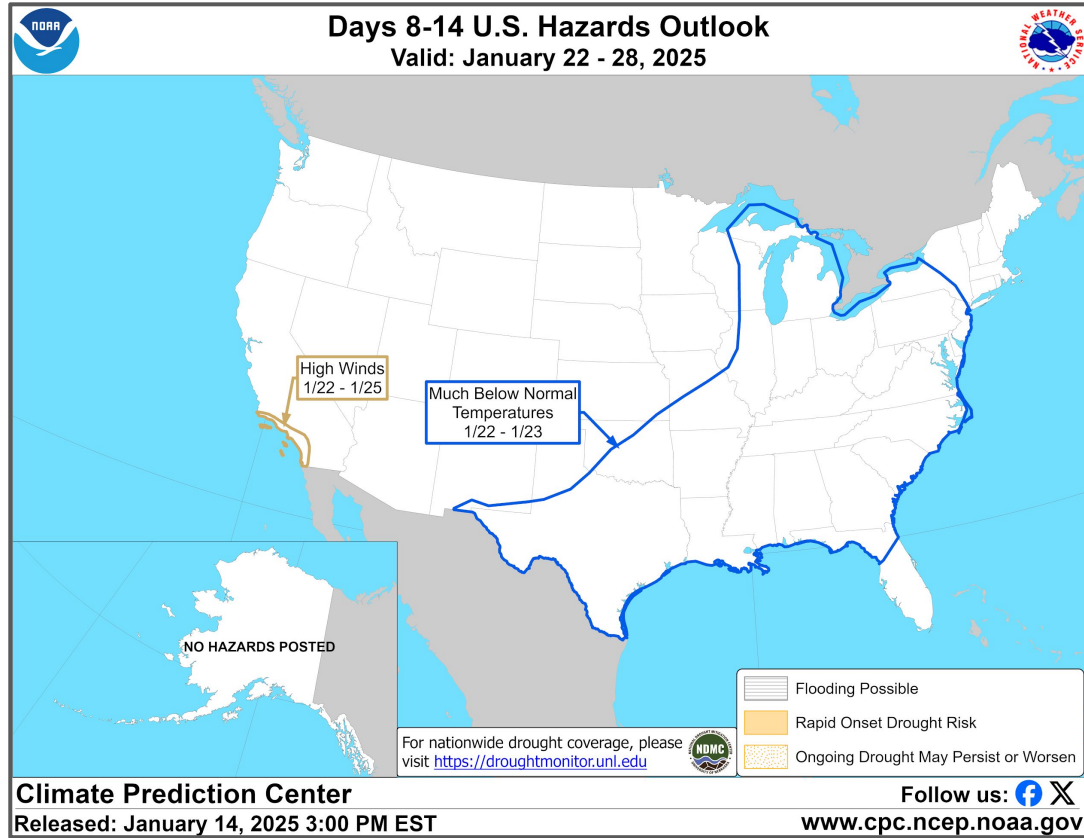 NOAA
Days 8-14 U.S. Hazards Outlook
Valid: January 22 - 28, 2025
NATIONAL WEATHER SERVICE
High Winds
1/22 - 1/25
Much Below Normal
Temperatures
1/22 - 1/23
NO HAZARDS POSTED
For nationwide drought coverage, please
visit https://droughtmonitor.unl.edu
NDMC
Flooding Possible
Rapid Onset Drought Risk
Ongoing Drought May Persist or Worsen
Climate Prediction Center
Follow us:
Released: January 14, 2025 3:00 PM EST
www.cpc.ncep.noaa.gov